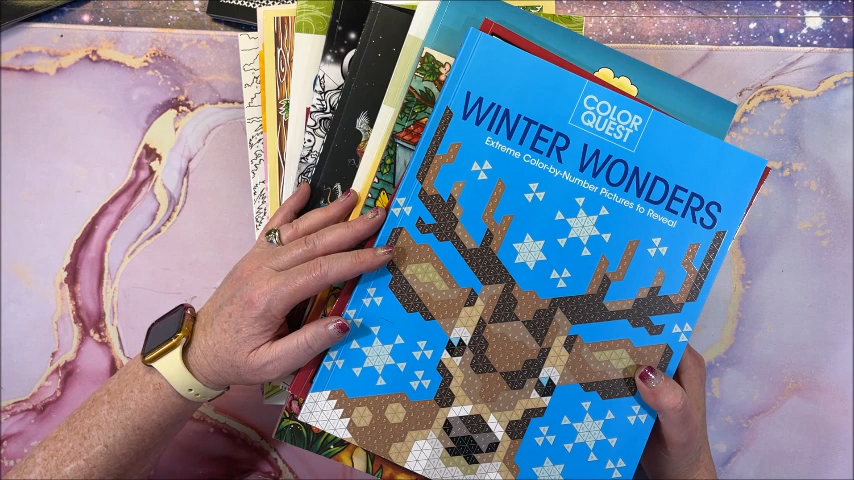 COLOR
QUEST
WINTER WONDERS
Extreme Color-by-Number Pictures to Reveal